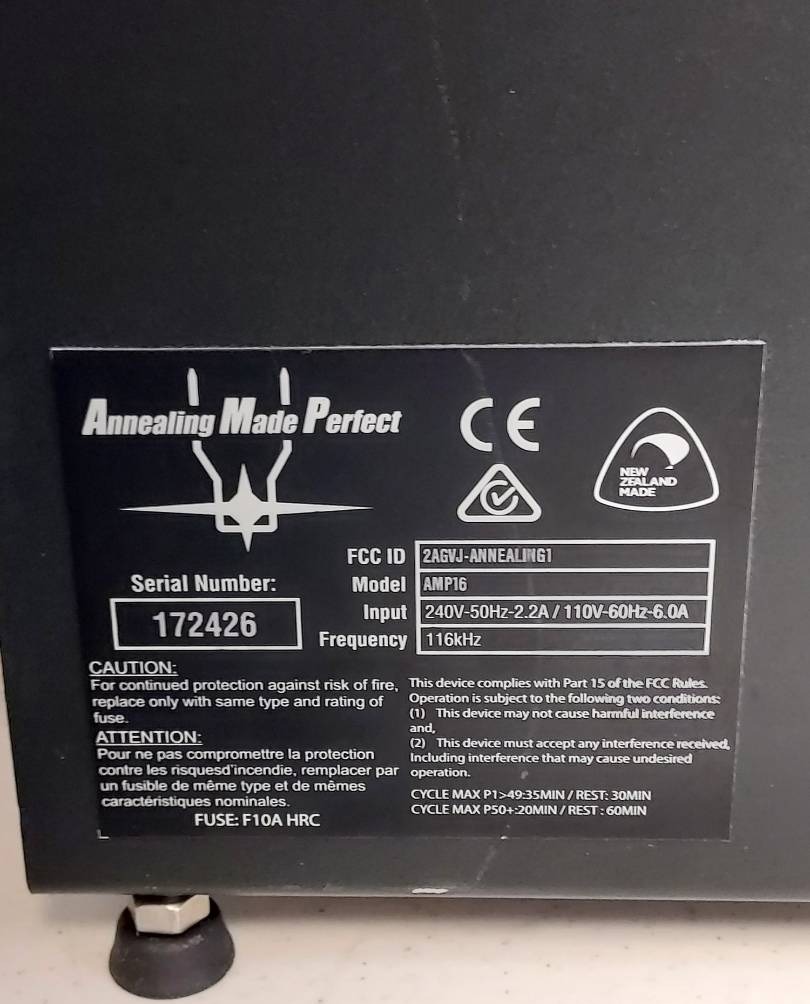 Annealing Made Perfect
CE
NEW
ZEALAND
MADE
FCC ID 2AGVJ-ANNEALING1
Model AMP16
Input 240V-50Hz-2.2A / 110V-60Hz-6.0A
Frequency 116kHz
Serial Number:
172426
CAUTION:
For continued protection against risk of fire,
replace only with same type and rating of
fuse.
ATTENTION:
Pour ne pas compromettre la protection
contre les risquesd'incendie, remplacer par
un fusible de même type et de mêmes
caractéristiques nominales.
FUSE: F10A HRC
This device complies with Part 15 of the FCC Rules.
Operation is subject to the following two conditions:
(1) This device may not cause harmful interference
and,
(2) This device must accept any interference received,
Including interference that may cause undesired
operation.
CYCLE MAX P1>49:35MIN / REST: 30MIN
CYCLE MAX P50+:20MIN / REST : 60MIN